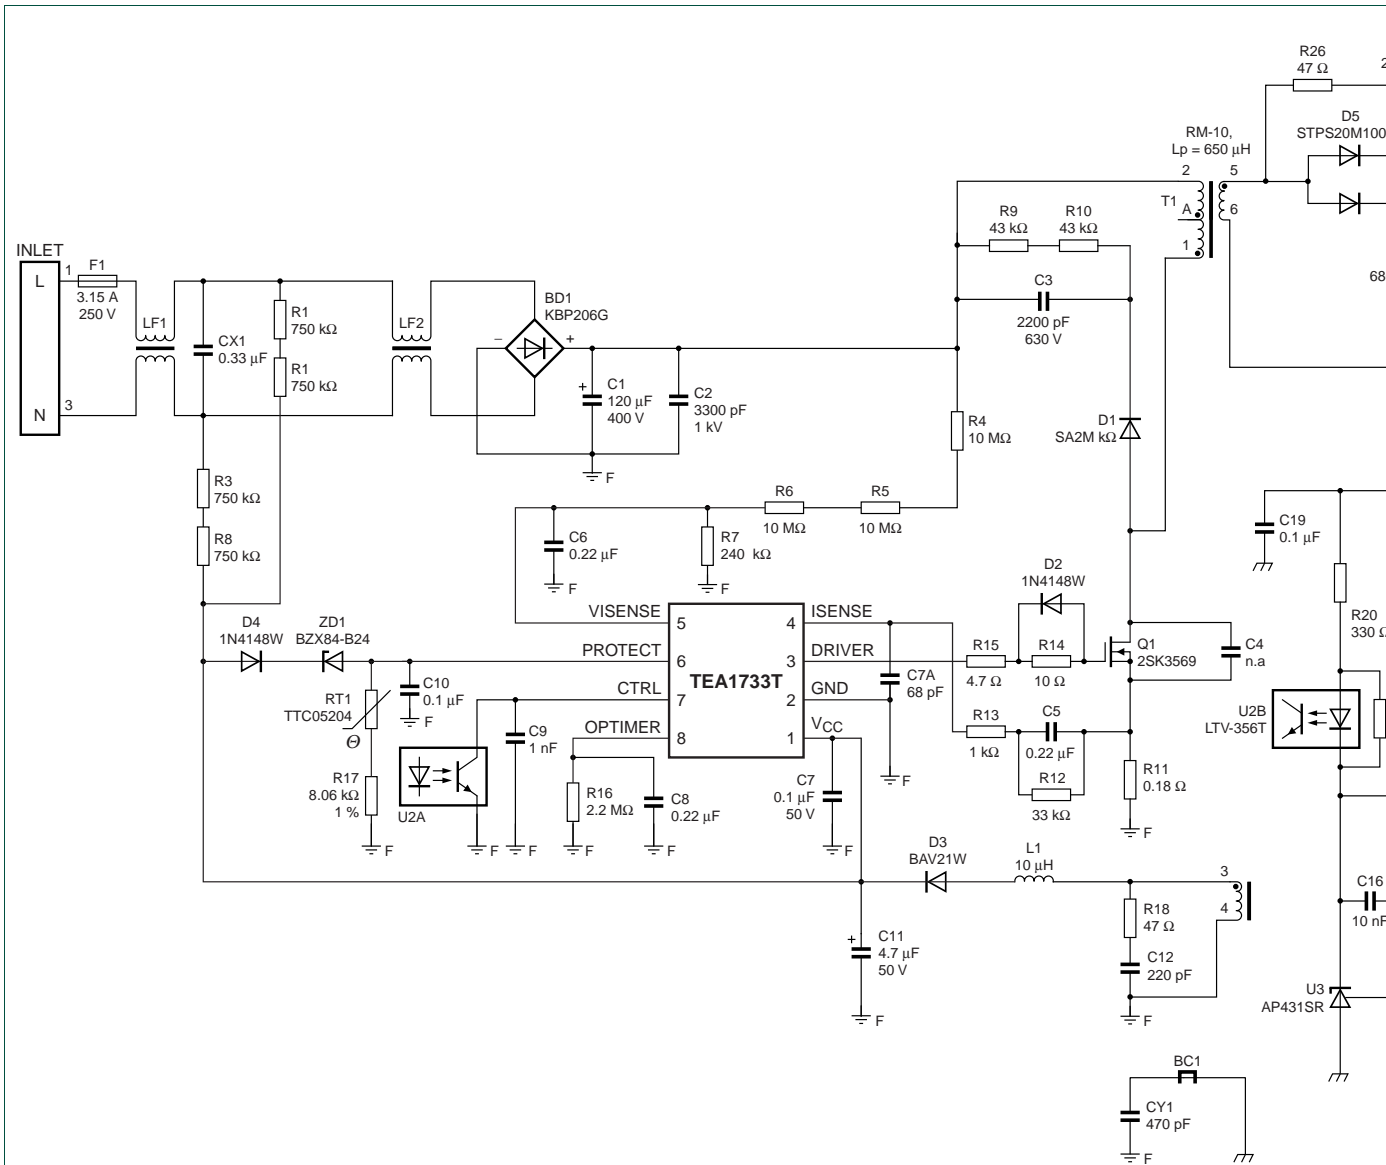 R26
47 Ω
2
D5
STPS20M100
RM-10,
Lp = 650 μH
2
5
T1
A
6
1
R9
43 kΩ
R10
43 kΩ
INLET
L
1
F1
3.15 A
250 V
LF1
N
3
CX1
0.33 μF
R1
750 kΩ
R1
750 kΩ
LF2
BD1
KBP206G
−
+
+
C1
120 μF
400 V
C2
3300 pF
1 kV
F
C3
2200 pF
630 V
68
R4
10 MΩ
D1
SA2M kΩ
R3
750 kΩ
R8
750 kΩ
R6
10 MΩ
R5
10 MΩ
C6
0.22 μF
F
R7
240 kΩ
F
C19
0.1 μF
D2
1N4148W
VISENSE
5
4
ISENSE
D4
1N4148W
ZD1
BZX84-B24
PROTECT
6
3
DRIVER
R15
4.7 Ω
R14
10 Ω
Q1
2SK3569
C4
n.a
R20
330 Ω
TEA1733T
RT1
TTC05204
Θ
C10
0.1 μF
F
CTRL
7
2
GND
C7A
68 pF
F
OPTIMER
8
1
VCC
C9
1 nF
F
R13
1 kΩ
C5
0.22 μF
R12
33 kΩ
R11
0.18 Ω
F
U2B
LTV-356T
R17
8.06 kΩ
1 %
F
U2A
F
R16
2.2 MΩ
F
C8
0.22 μF
F
C7
0.1 μF
50 V
F
D3
BAV21W
L1
10 μH
3
4
R18
47 Ω
C12
220 pF
F
+
C11
4.7 μF
50 V
F
C16
10 nF
U3
AP431SR
BC1
CY1
470 pF
F